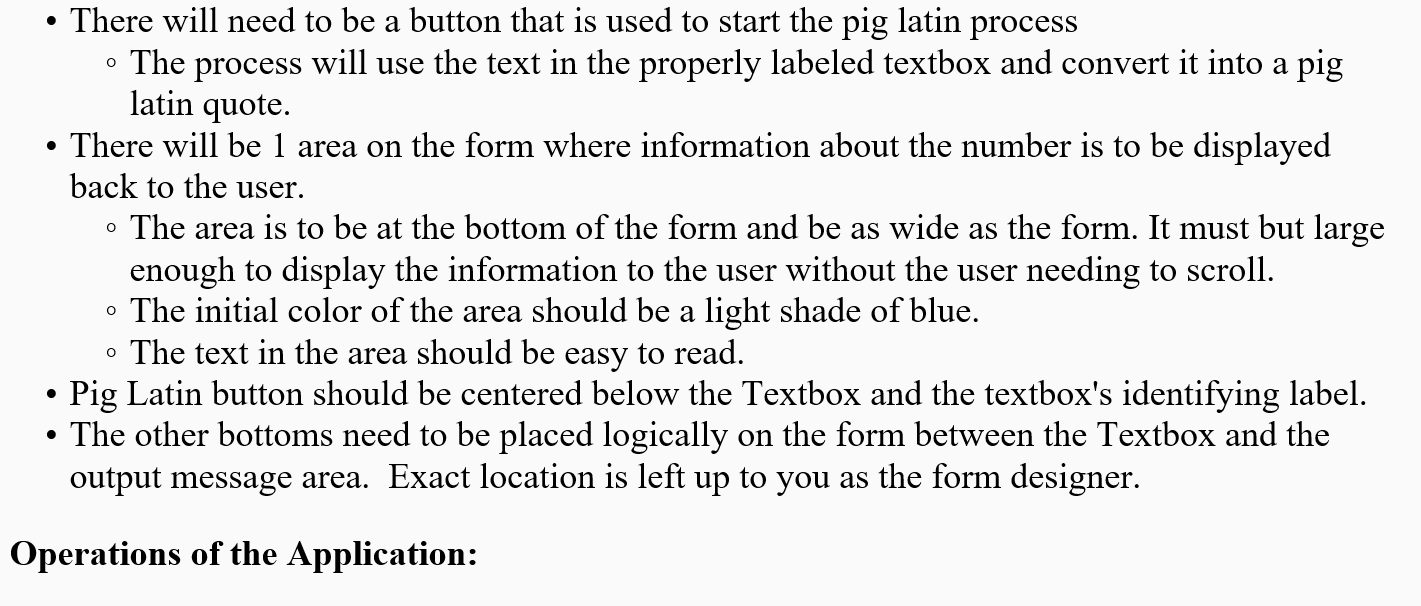 • There will need to be a button that is used to start the pig latin process
◦ The process will use the text in the properly labeled textbox and convert it into a pig
latin quote.
• There will be 1 area on the form where information about the number is to be displayed
back to the user.
◦ The area is to be at the bottom of the form and be as wide as the form. It must but large
enough to display the information to the user without the user needing to scroll.
◦ The initial color of the area should be a light shade of blue.
◦ The text in the area should be easy to read.
• Pig Latin button should be centered below the Textbox and the textbox's identifying label.
• The other bottoms need to be placed logically on the form between the Textbox and the
output message area.  Exact location is left up to you as the form designer.
Operations of the Application: